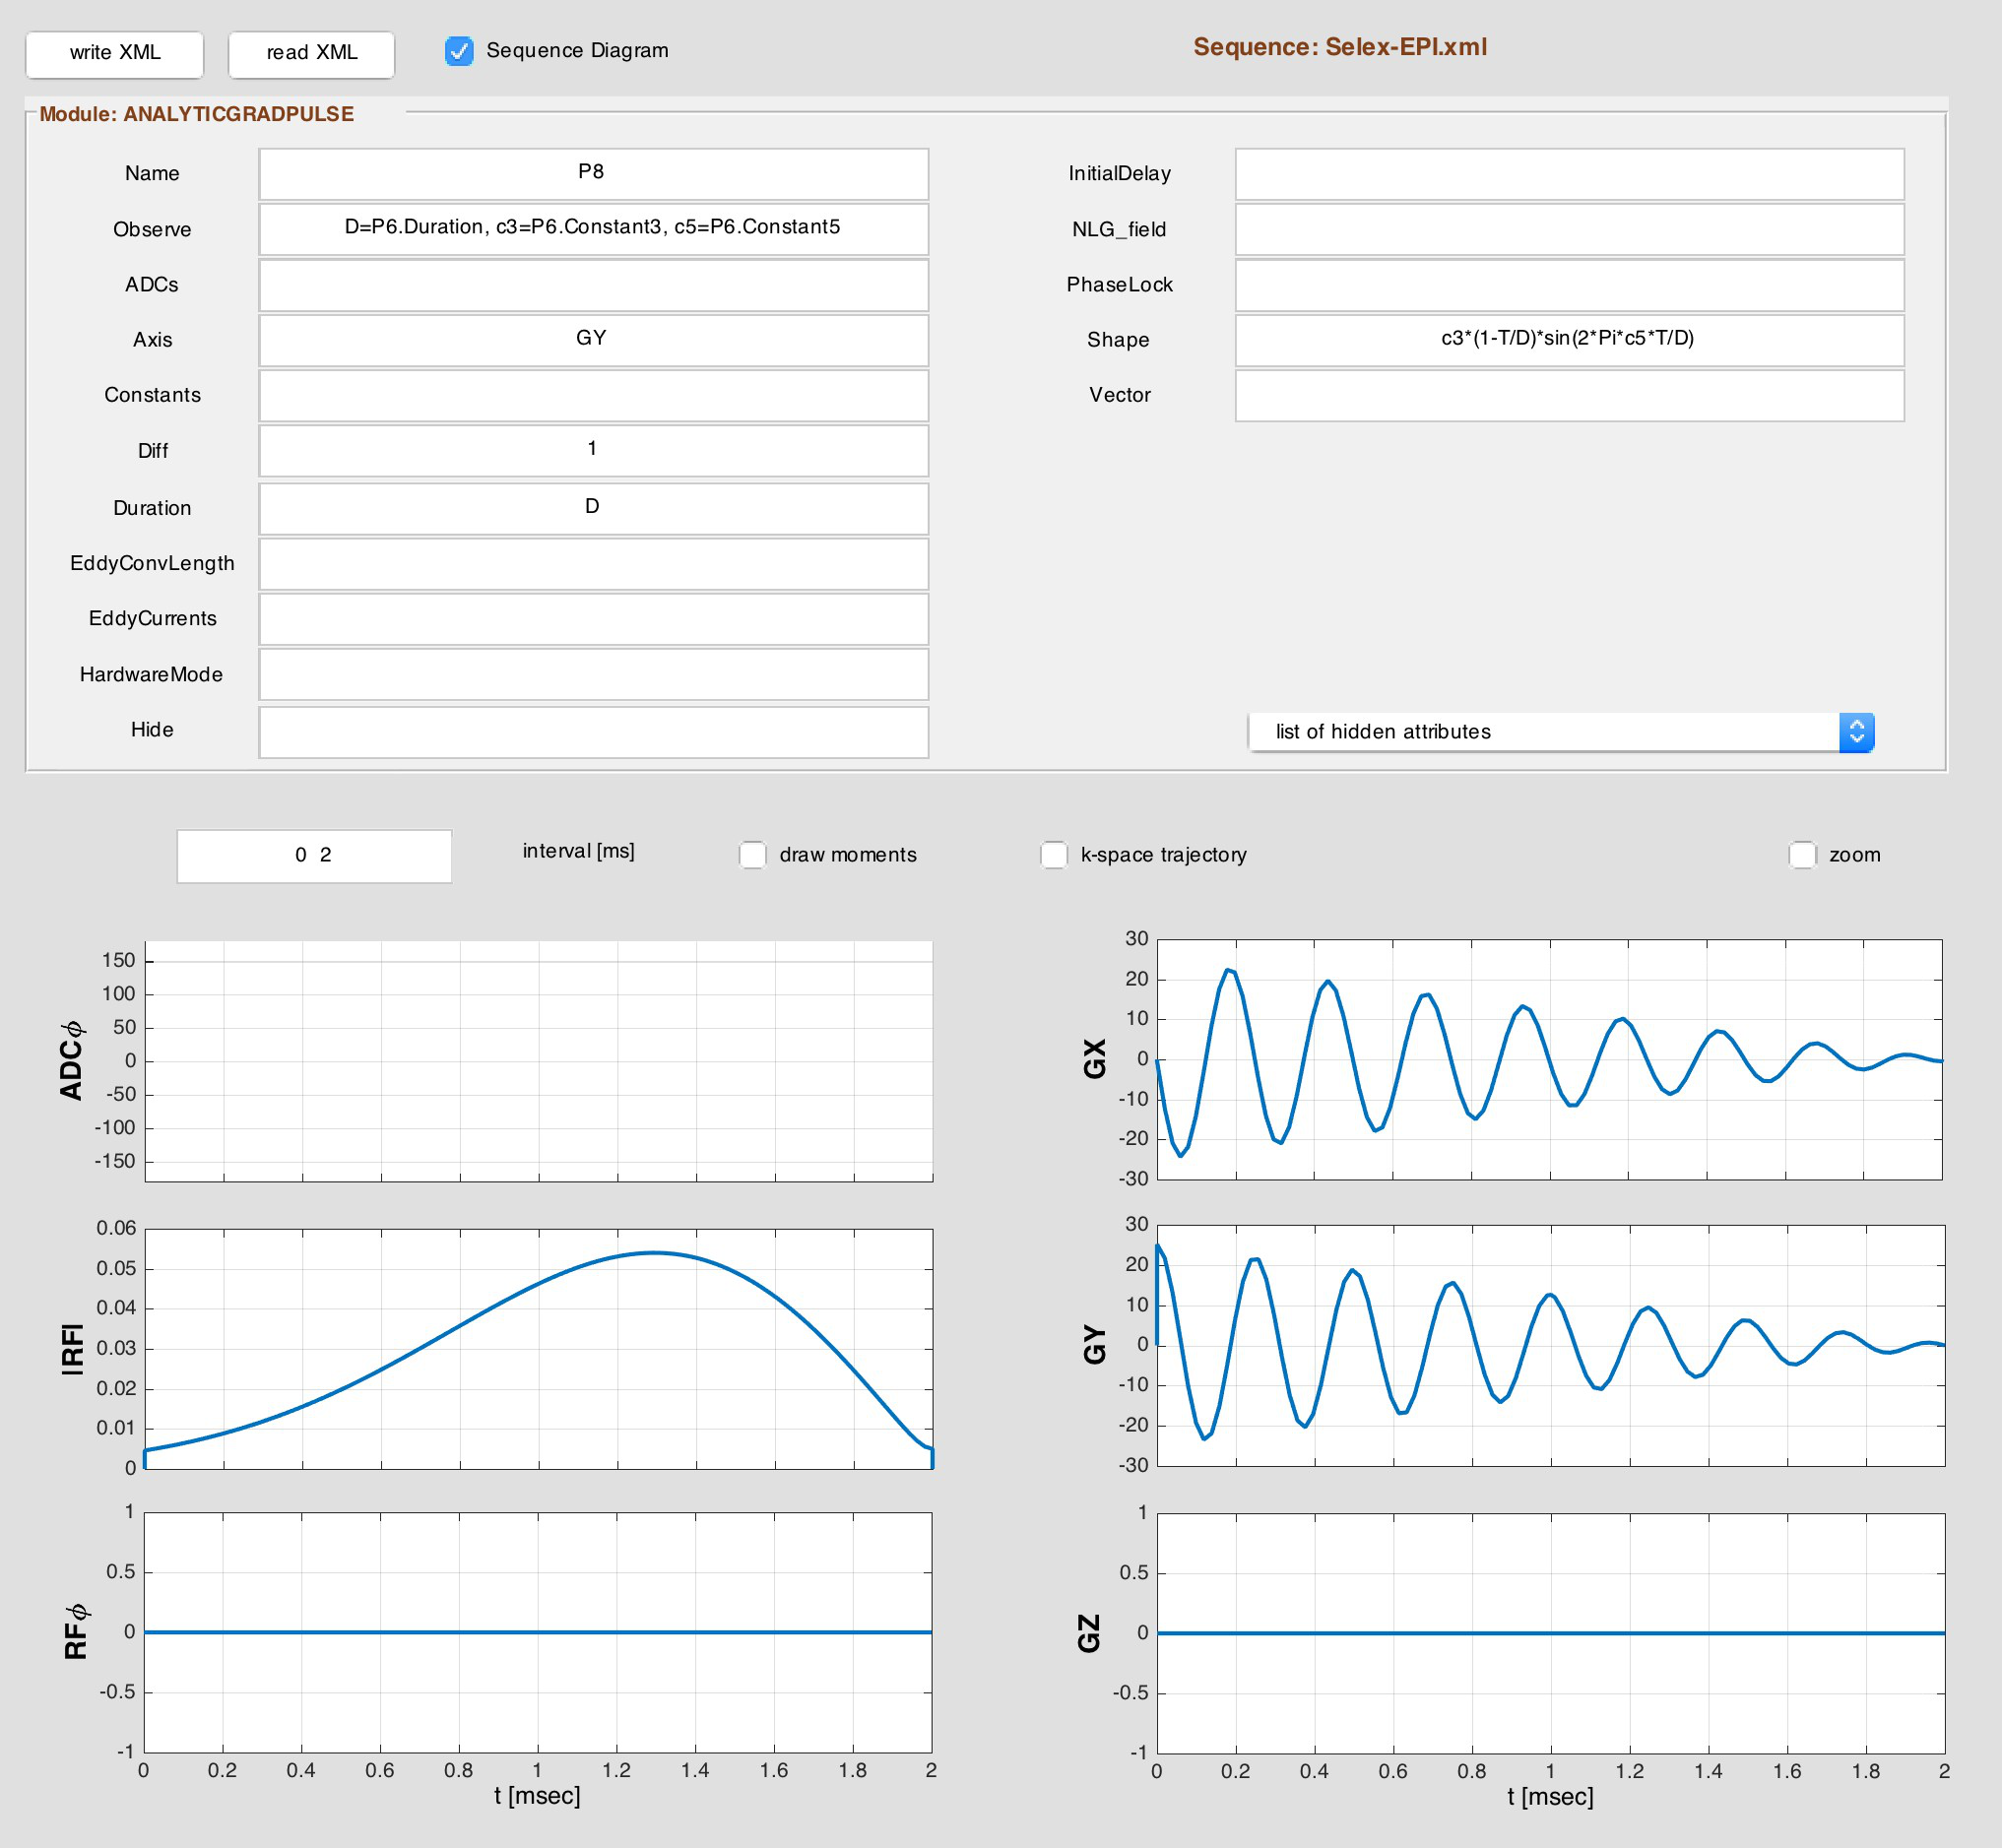 write XML read XML Sequence Diagram Sequence: Selex-EPI.xml
Module: ANALYTICGRADPULSE
Name P8
Observe D=P6.Duration, c3=P6.Constant3, c5=P6.Constant5
ADCs
Axis GY
Constants
Diff 1
Duration D
EddyConvLength
EddyCurrents
HardwareMode
Hide
InitialDelay
NLG_field
PhaseLock
Shape c3*(1-T/D)*sin(2*Pi*c5*T/D)
Vector
list of hidden attributes
0 2 interval [ms] draw moments k-space trajectory zoom
ADCϕ
150
100
50
0
-50
-100
-150
GX
30
20
10
0
-10
-20
-30
|RF|
0.06
0.05
0.04
0.03
0.02
0.01
0
GY
30
20
10
0
-10
-20
-30
RFϕ
1
0.5
0
-0.5
-1
0 0.2 0.4 0.6 0.8 1 1.2 1.4 1.6 1.8 2
t [msec]
GZ
1
0.5
0
-0.5
-1
0 0.2 0.4 0.6 0.8 1 1.2 1.4 1.6 1.8 2
t [msec]